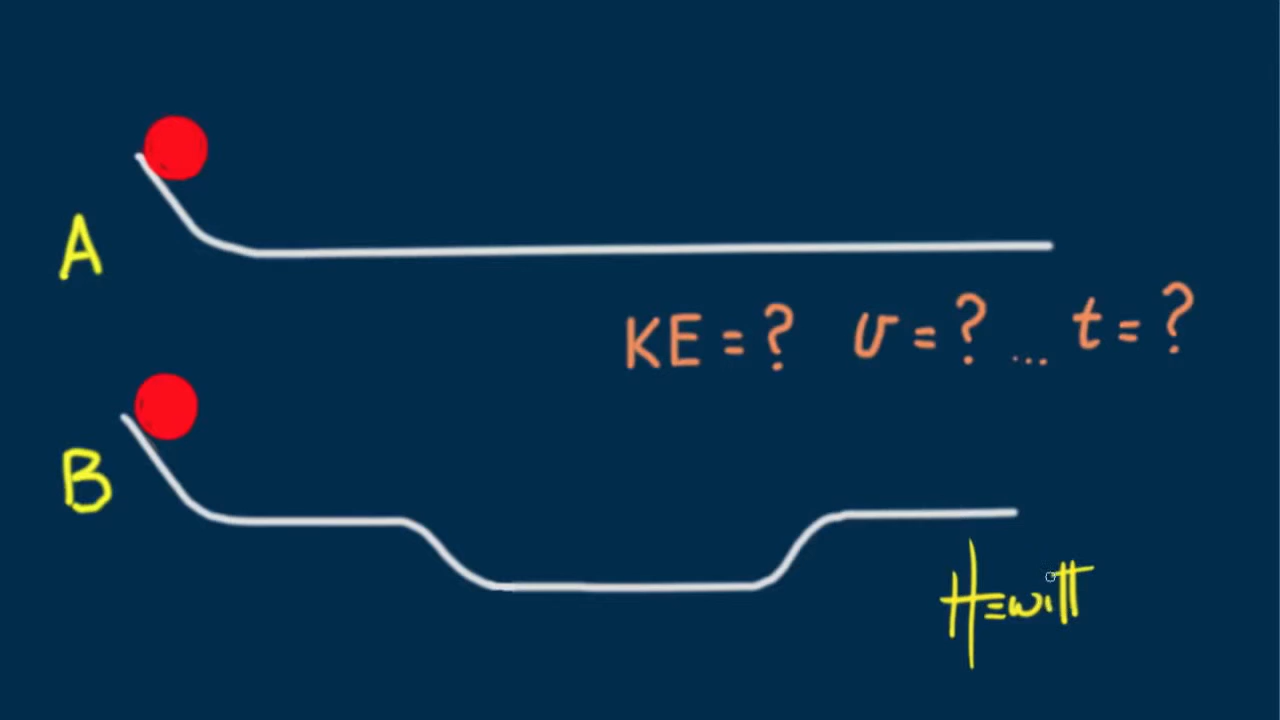 A
KE = ? v = ? ... t = ?
B
Hewitt